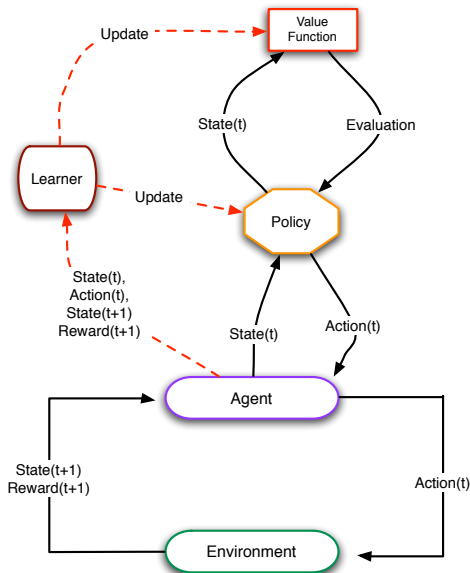 Value
Function
Update
State(t)
Evaluation
Learner
Update
Policy
State(t),
Action(t),
State(t+1)
Reward(t+1)
State(t)
Action(t)
Agent
State(t+1)
Reward(t+1)
Action(t)
Environment